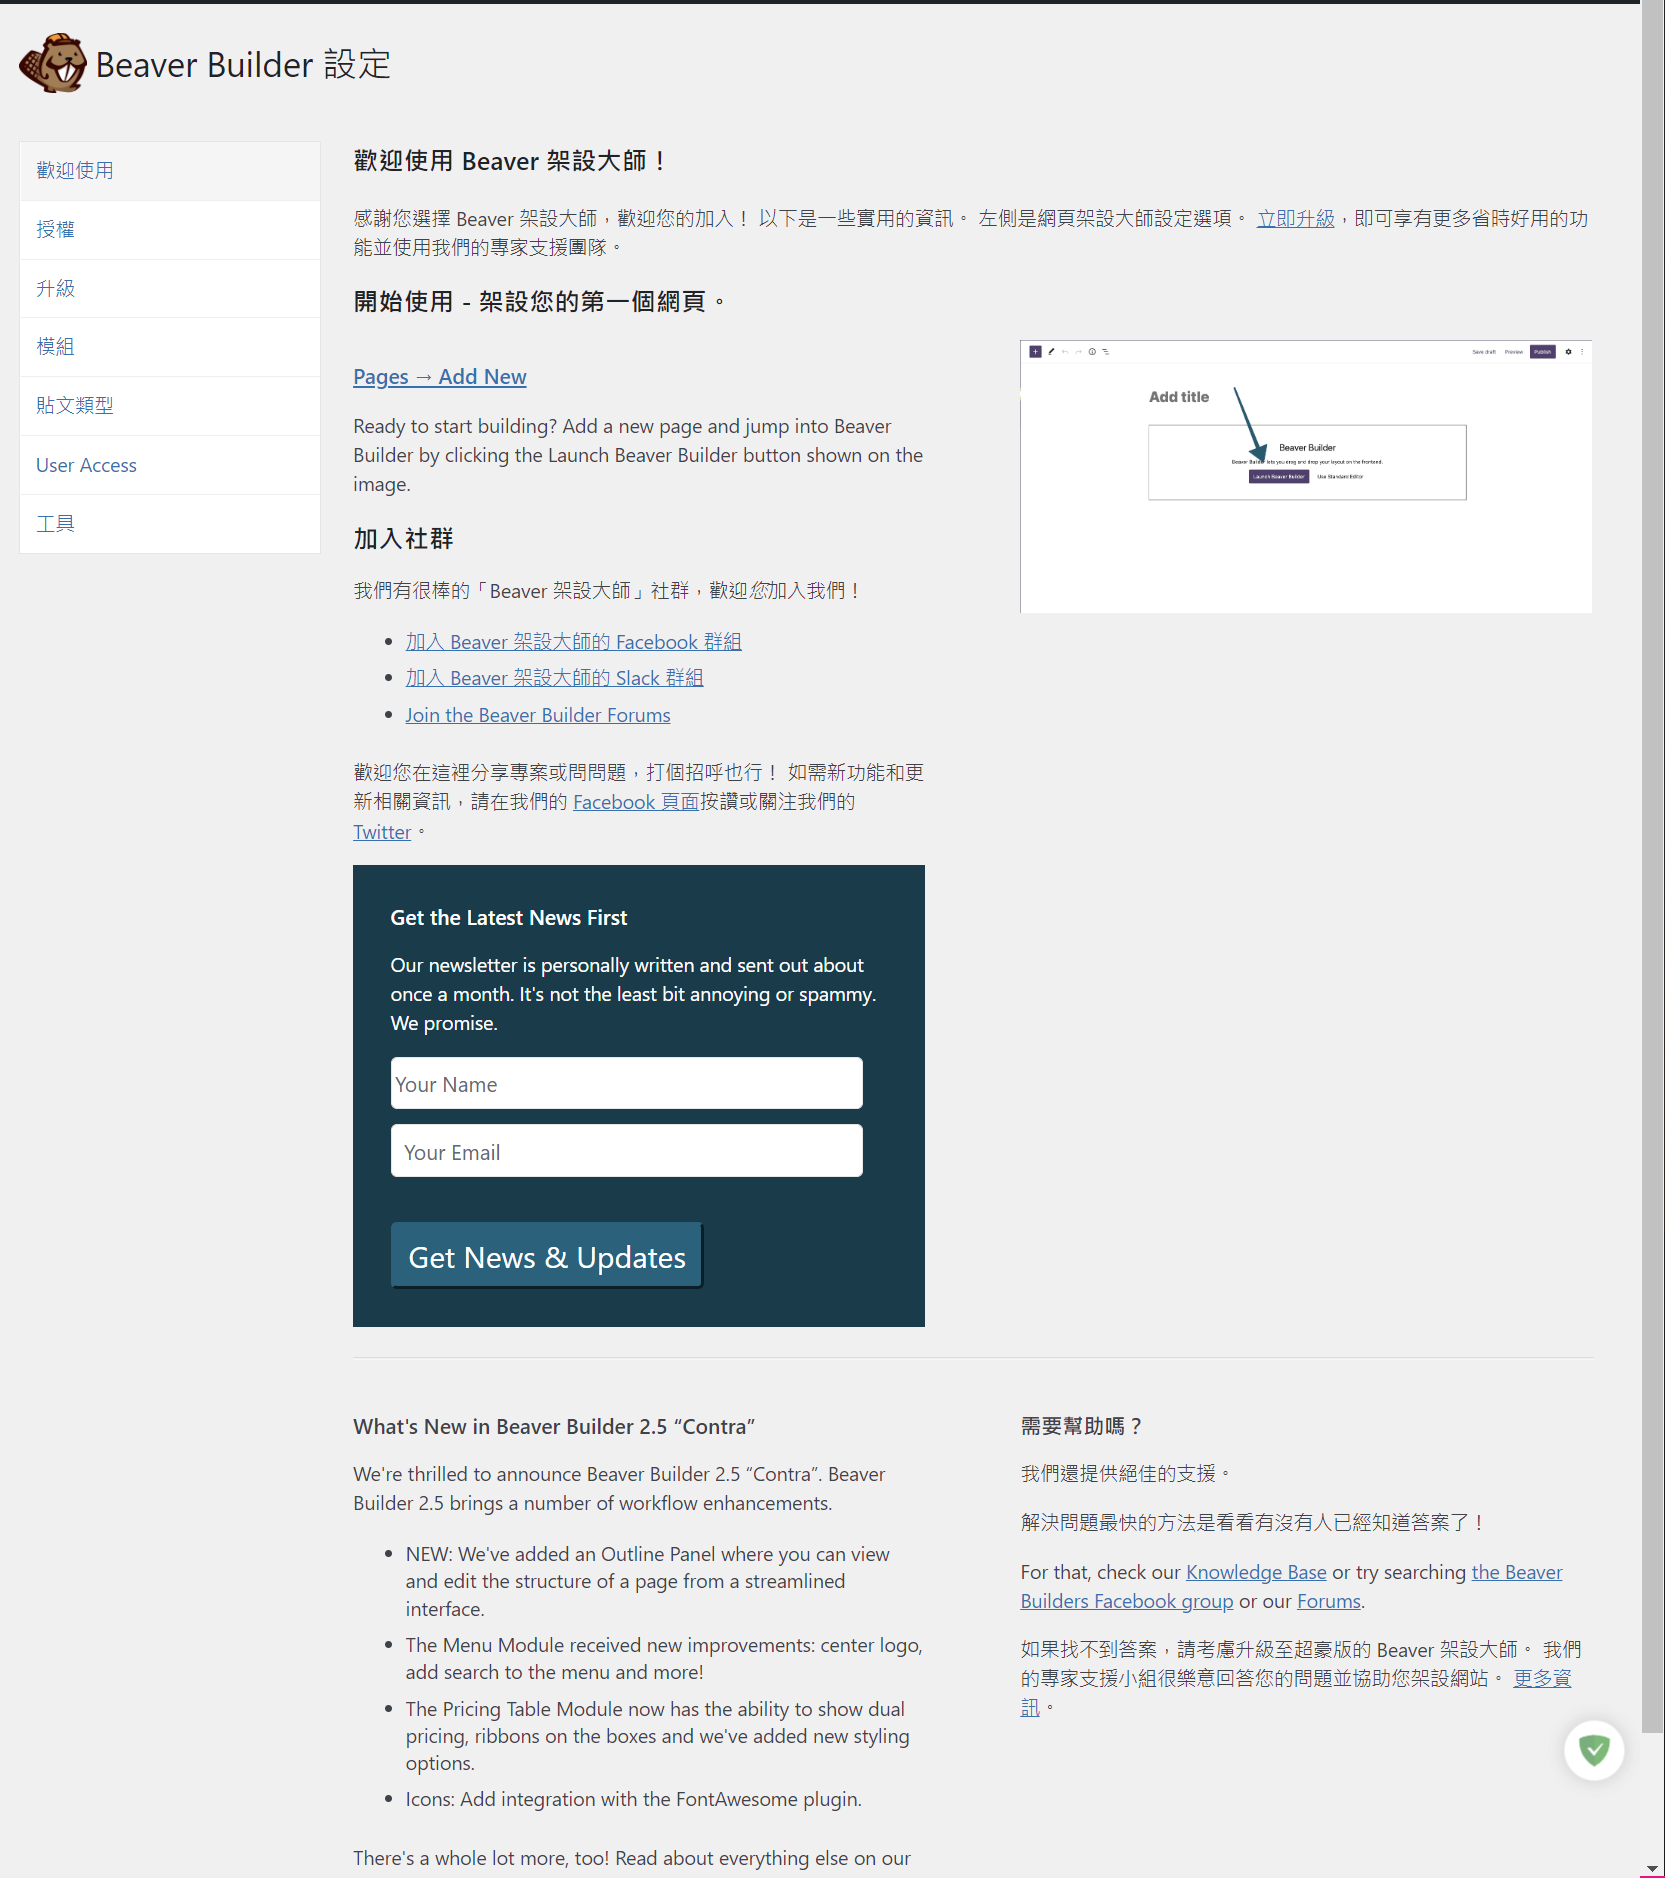 Beaver Builder 設定
歡迎使用
授權
升級
模組
貼文類型
User Access
工具
歡迎使用 Beaver 架設大師！
感謝您選擇 Beaver 架設大師，歡迎您的加入！ 以下是一些實用的資訊。 左側是網頁架設大師設定選項。 立即升級，即可享有更多省時好用的功
能並使用我們的專家支援團隊。
開始使用 - 架設您的第一個網頁。
Pages → Add New
Ready to start building? Add a new page and jump into Beaver
Builder by clicking the Launch Beaver Builder button shown on the
image.
Save draft Preview Publish
Add title
Beaver Builder
Beaver Builder lets you drag and drop your layout on the frontend.
Launch Beaver Builder Use Standard Editor
加入社群
我們有很棒的「Beaver 架設大師」社群，歡迎您加入我們！
• 加入 Beaver 架設大師的 Facebook 群組
• 加入 Beaver 架設大師的 Slack 群組
• Join the Beaver Builder Forums
歡迎您在這裡分享專案或問問題，打個招呼也行！ 如需新功能和更
新相關資訊，請在我們的 Facebook 頁面按讚或關注我們的
Twitter。
Get the Latest News First
Our newsletter is personally written and sent out about
once a month. It's not the least bit annoying or spammy.
We promise.
Your Name
Your Email
Get News & Updates
What's New in Beaver Builder 2.5 “Contra”
We're thrilled to announce Beaver Builder 2.5 “Contra”. Beaver
Builder 2.5 brings a number of workflow enhancements.
• NEW: We've added an Outline Panel where you can view
and edit the structure of a page from a streamlined
interface.
• The Menu Module received new improvements: center logo,
add search to the menu and more!
• The Pricing Table Module now has the ability to show dual
pricing, ribbons on the boxes and we've added new styling
options.
• Icons: Add integration with the FontAwesome plugin.
There's a whole lot more, too! Read about everything else on our
需要幫助嗎？
我們還提供絕佳的支援。
解決問題最快的方法是看看有沒有人已經知道答案了！
For that, check our Knowledge Base or try searching the Beaver
Builders Facebook group or our Forums.
如果找不到答案，請考慮升級至超豪版的 Beaver 架設大師。 我們
的專家支援小組很樂意回答您的問題並協助您架設網站。 更多資
訊。